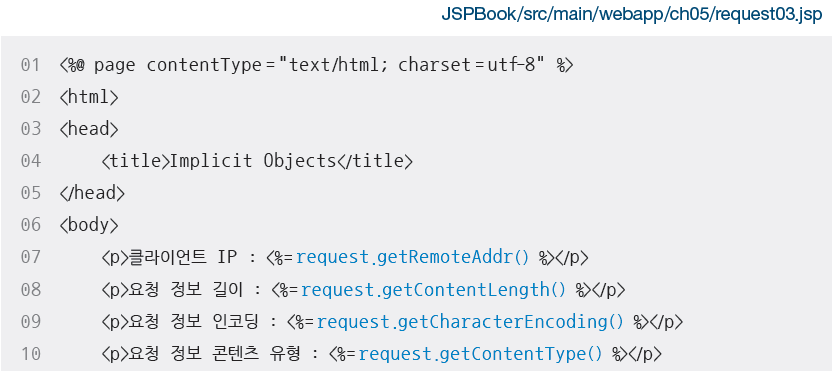 JSPBook/src/main/webapp/ch05/request03.jsp
01 <%@ page contentType="text/html; charset=utf-8" %>
02 <html>
03 <head>
04 <title>Implicit Objects</title>
05 </head>
06 <body>
07 <p>클라이언트 IP : <%=request.getRemoteAddr() %></p>
08 <p>요청 정보 길이 : <%=request.getContentLength() %></p>
09 <p>요청 정보 인코딩 : <%=request.getCharacterEncoding() %></p>
10 <p>요청 정보 콘텐츠 유형 : <%=request.getContentType() %></p>